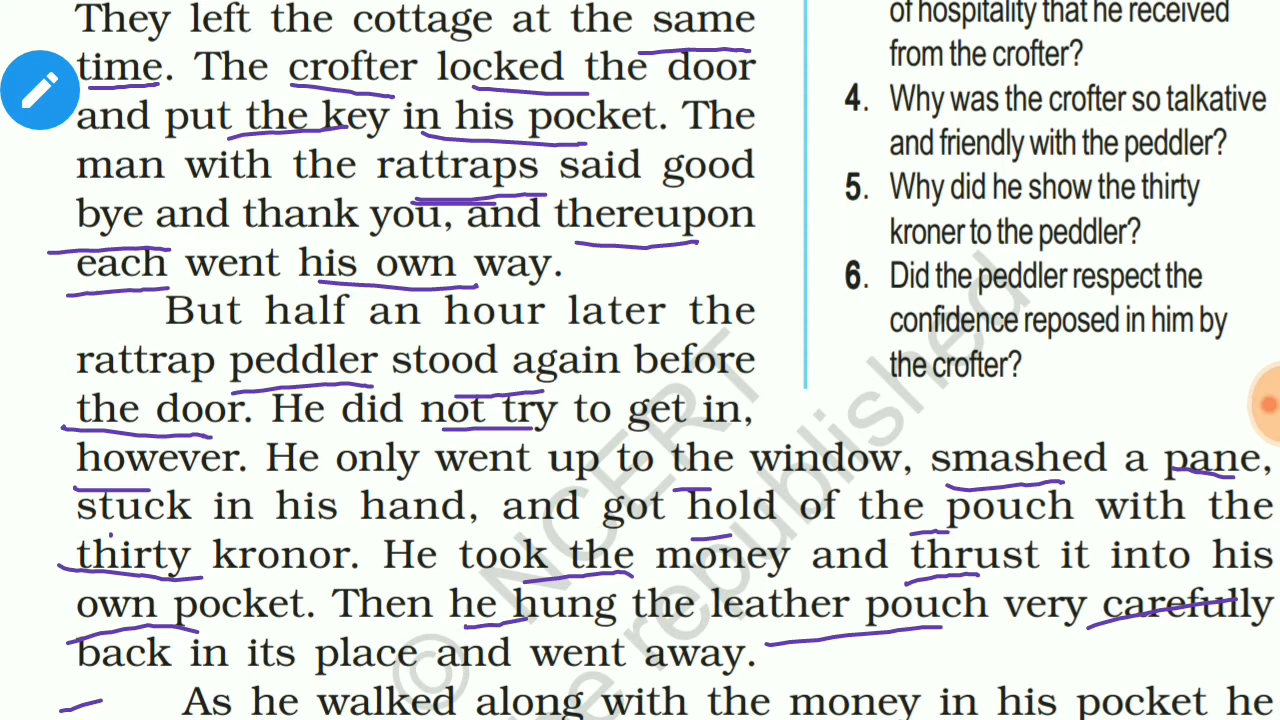 They left the cottage at the same
time. The crofter locked the door
and put the key in his pocket. The
man with the rattraps said good
bye and thank you, and thereupon
each went his own way.
But half an hour later the
rattrap peddler stood again before
the door. He did not try to get in,
however. He only went up to the window, smashed a pane,
stuck in his hand, and got hold of the pouch with the
thirty kronor. He took the money and thrust it into his
own pocket. Then he hung the leather pouch very carefully
back in its place and went away.
As he walked along with the money in his pocket he
of hospitality that he received
from the crofter?
4. Why was the crofter so talkative
and friendly with the peddler?
5. Why did he show the thirty
kroner to the peddler?
6. Did the peddler respect the
confidence reposed in him by
the crofter?
© NCERT
be republished